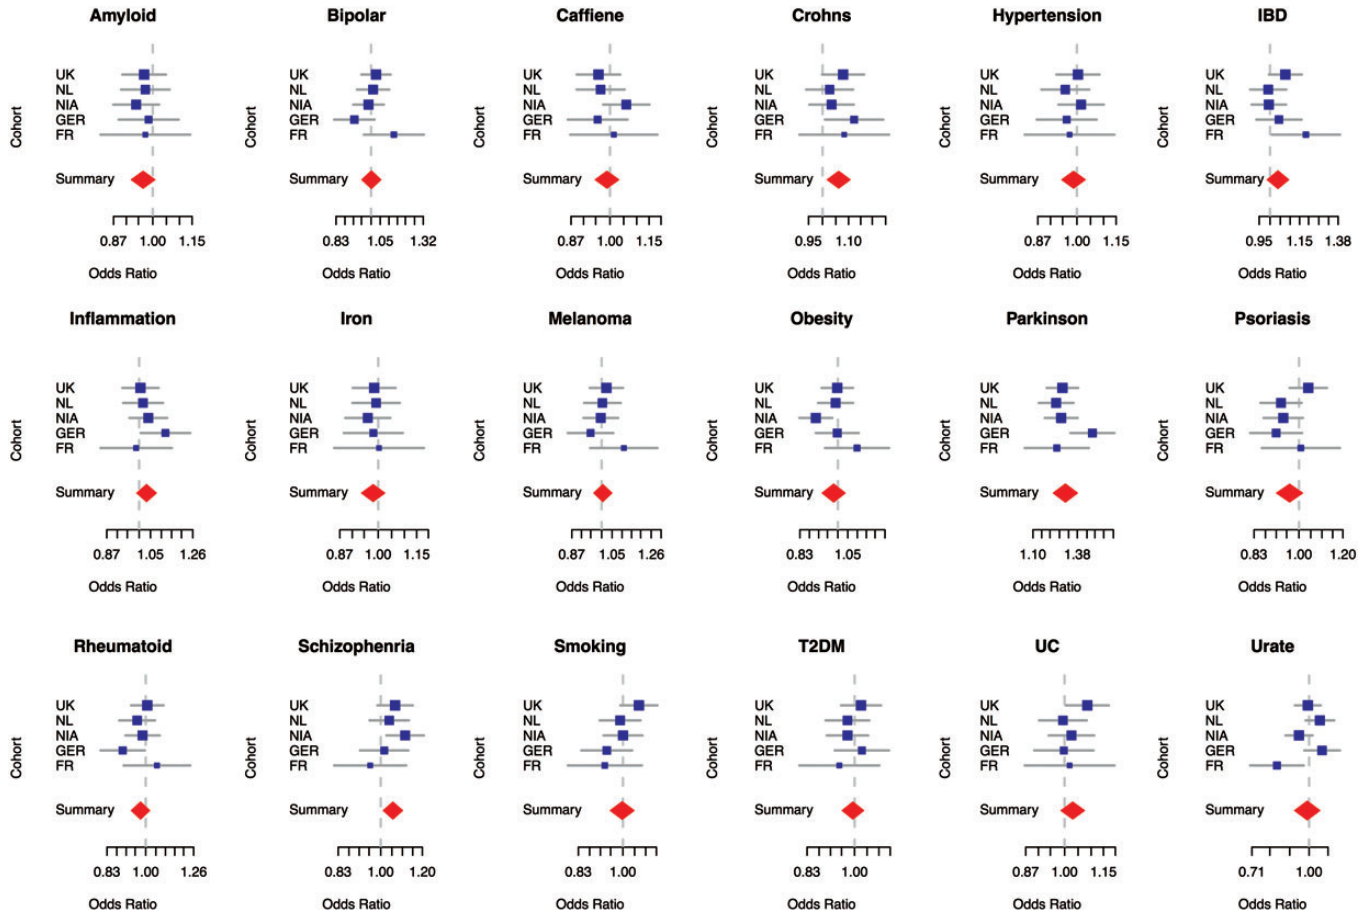 Amyloid
Cohort
UK
NL
NIA
GER
FR
Summary
0.87 1.00 1.15
Odds Ratio
Bipolar
Cohort
UK
NL
NIA
GER
FR
Summary
0.83 1.05 1.32
Odds Ratio
Caffiene
Cohort
UK
NL
NIA
GER
FR
Summary
0.87 1.00 1.15
Odds Ratio
Crohns
Cohort
UK
NL
NIA
GER
FR
Summary
0.95 1.10
Odds Ratio
Hypertension
Cohort
UK
NL
NIA
GER
FR
Summary
0.87 1.00 1.15
Odds Ratio
IBD
Cohort
UK
NL
NIA
GER
FR
Summary
0.95 1.15 1.38
Odds Ratio
Inflammation
Cohort
UK
NL
NIA
GER
FR
Summary
0.87 1.05 1.26
Odds Ratio
Iron
Cohort
UK
NL
NIA
GER
FR
Summary
0.87 1.00 1.15
Odds Ratio
Melanoma
Cohort
UK
NL
NIA
GER
FR
Summary
0.87 1.05 1.26
Odds Ratio
Obesity
Cohort
UK
NL
NIA
GER
FR
Summary
0.83 1.05
Odds Ratio
Parkinson
Cohort
UK
NL
NIA
GER
FR
Summary
1.10 1.38
Odds Ratio
Psoriasis
Cohort
UK
NL
NIA
GER
FR
Summary
0.83 1.00 1.20
Odds Ratio
Rheumatoid
Cohort
UK
NL
NIA
GER
FR
Summary
0.83 1.00 1.26
Odds Ratio
Schizophenria
Cohort
UK
NL
NIA
GER
FR
Summary
0.83 1.00 1.20
Odds Ratio
Smoking
Cohort
UK
NL
NIA
GER
FR
Summary
0.83 1.00
Odds Ratio
T2DM
Cohort
UK
NL
NIA
GER
FR
Summary
0.83 1.00
Odds Ratio
UC
Cohort
UK
NL
NIA
GER
FR
Summary
0.87 1.00 1.15
Odds Ratio
Urate
Cohort
UK
NL
NIA
GER
FR
Summary
0.71 1.00
Odds Ratio